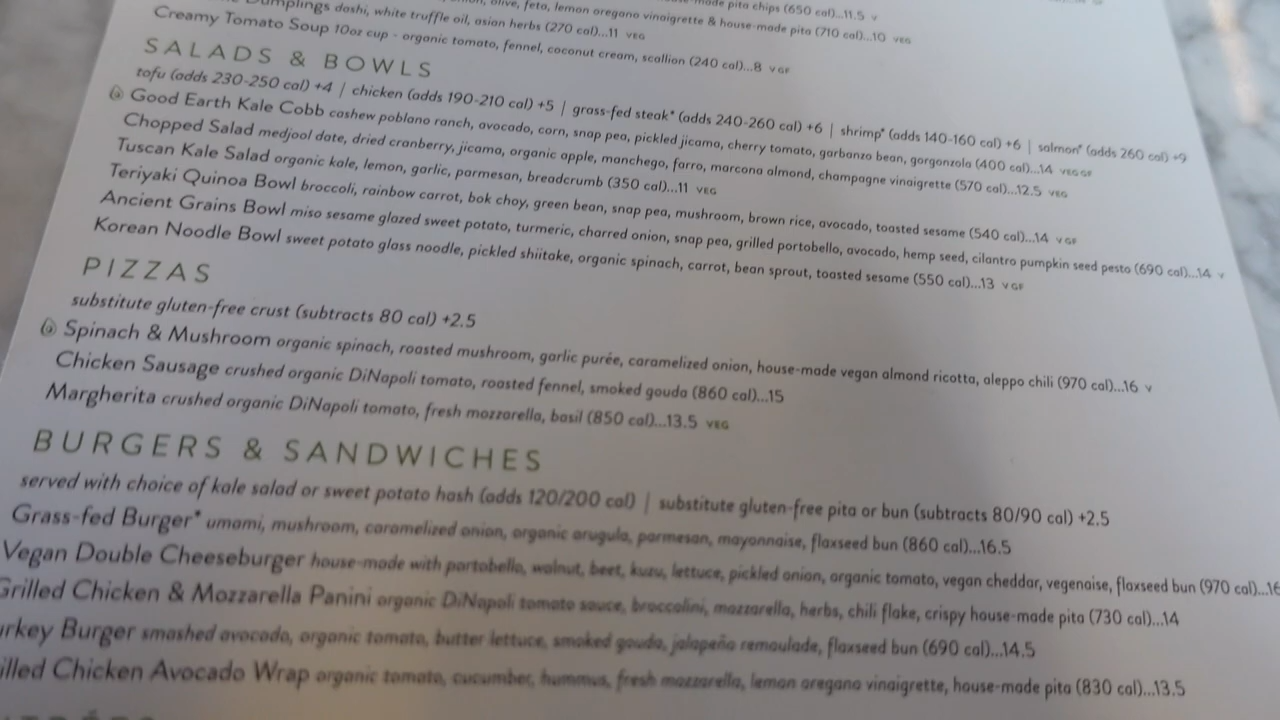 olive, feta, lemon oregano vinaigrette & house-made pita (710 cal)...10 VEG
made pita chips (650 cal)...11.5 V
Dumplings dashi, white truffle oil, asian herbs (270 cal)...11 VEG
Creamy Tomato Soup 10oz cup - organic tomato, fennel, coconut cream, scallion (240 cal)...8 V GF
SALADS & BOWLS
tofu (adds 230-250 cal) +4 | chicken (adds 190-210 cal) +5 | grass-fed steak* (adds 240-260 cal) +6 | shrimp* (adds 140-160 cal) +6 | salmon* (adds 260 cal) +9
Good Earth Kale Cobb cashew poblano ranch, avocado, corn, snap pea, pickled jicama, cherry tomato, garbanzo bean, gorgonzola (400 cal)...14 VEG GF
Chopped Salad medjool date, dried cranberry, jicama, organic apple, manchego, farro, marcona almond, champagne vinaigrette (570 cal)...12.5 VEG
Tuscan Kale Salad organic kale, lemon, garlic, parmesan, breadcrumb (350 cal)...11 VEG
Teriyaki Quinoa Bowl broccoli, rainbow carrot, bok choy, green bean, snap pea, mushroom, brown rice, avocado, toasted sesame (540 cal)...14 V GF
Ancient Grains Bowl miso sesame glazed sweet potato, turmeric, charred onion, snap pea, grilled portobello, avocado, hemp seed, cilantro pumpkin seed pesto (690 cal)...14 V
Korean Noodle Bowl sweet potato glass noodle, pickled shiitake, organic spinach, carrot, bean sprout, toasted sesame (550 cal)...13 V GF
PIZZAS
substitute gluten-free crust (subtracts 80 cal) +2.5
Spinach & Mushroom organic spinach, roasted mushroom, garlic purée, caramelized onion, house-made vegan almond ricotta, aleppo chili (970 cal)...16 V
Chicken Sausage crushed organic DiNapoli tomato, roasted fennel, smoked gouda (860 cal)...15
Margherita crushed organic DiNapoli tomato, fresh mozzarella, basil (850 cal)...13.5 VEG
BURGERS & SANDWICHES
served with choice of kale salad or sweet potato hash (adds 120/200 cal) | substitute gluten-free pita or bun (subtracts 80/90 cal) +2.5
Grass-fed Burger* umami, mushroom, caramelized onion, organic arugula, parmesan, mayonnaise, flaxseed bun (860 cal)...16.5
Vegan Double Cheeseburger house-made with portobello, walnut, beet, kuzu, lettuce, pickled onion, organic tomato, vegan cheddar, vegenaise, flaxseed bun (970 cal)...16
Grilled Chicken & Mozzarella Panini organic DiNapoli tomato sauce, broccolini, mozzarella, herbs, chili flake, crispy house-made pita (730 cal)...14
urkey Burger smashed avocado, organic tomato, butter lettuce, smoked gouda, jalapeño remoulade, flaxseed bun (690 cal)...14.5
illed Chicken Avocado Wrap organic tomato, cucumber, hummus, fresh mozzarella, lemon oregano vinaigrette, house-made pita (830 cal)...13.5